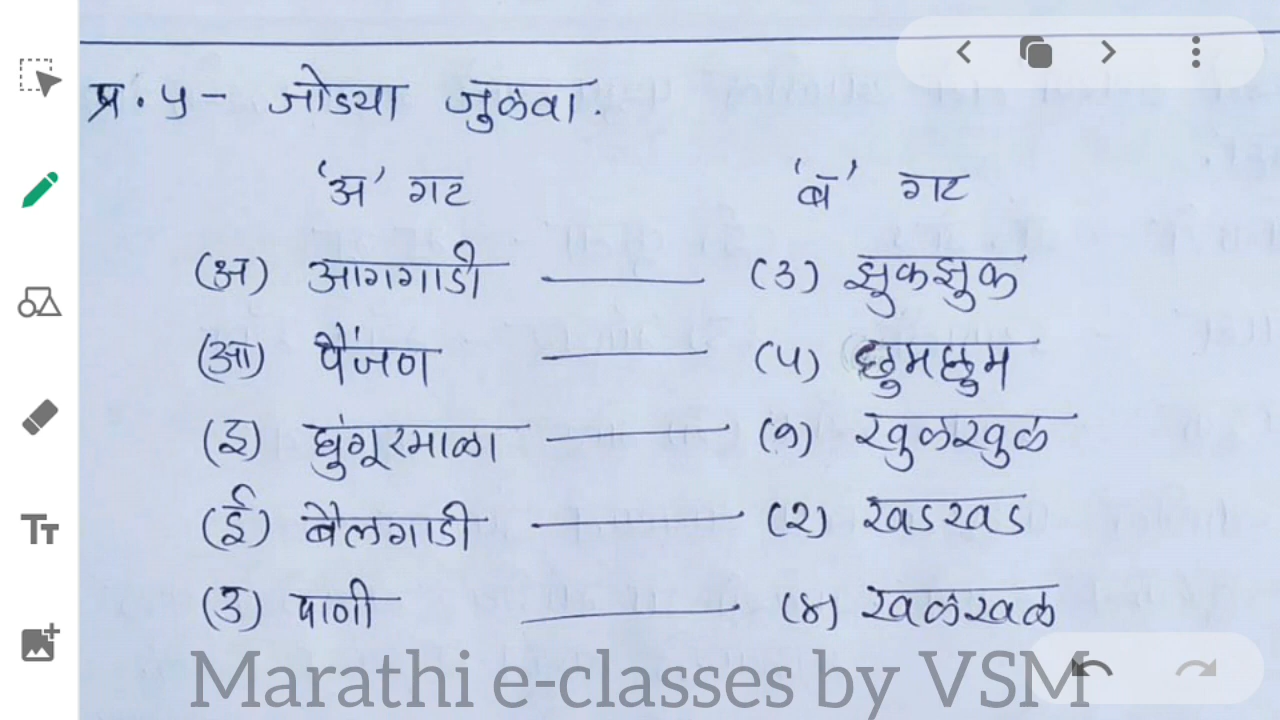 प्र. ५ - जोड्या जुळवा.
'अ' गट 'ब' गट
(अ) आगगाडी —— (३) झुकझुक
(आ) पैंजण —— (५) छुमछुम
(इ) घुंगूरमाळा —— (१) खुळखुळ
(ई) बैलगाडी —— (२) खडखड
(उ) पाणी —— (४) खळखळ
Marathi e-classes by VSM